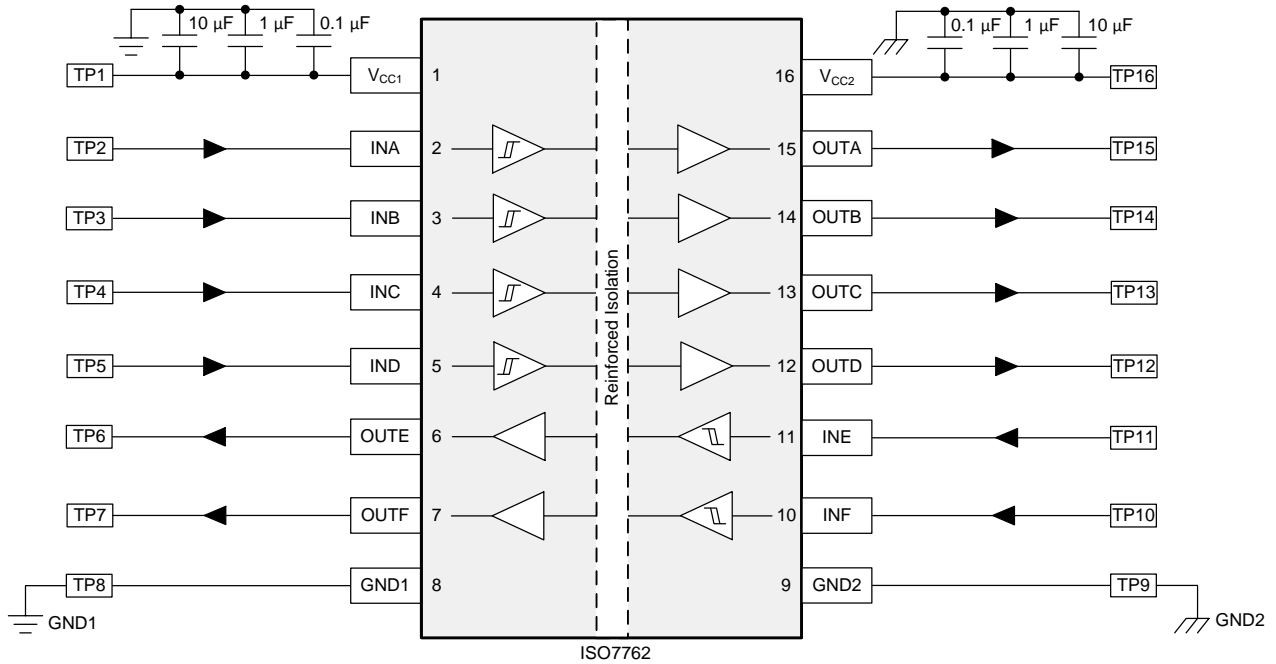 10 µF 1 µF 0.1 µF
0.1 µF 1 µF 10 µF
TP1 VCC1 1 16 VCC2 TP16
TP2 INA 2 15 OUTA TP15
TP3 INB 3 14 OUTB TP14
TP4 INC 4 13 OUTC TP13
TP5 IND 5 12 OUTD TP12
TP6 OUTE 6 11 INE TP11
TP7 OUTF 7 10 INF TP10
TP8 GND1 8 9 GND2 TP9
Reinforced Isolation
GND1
GND2
ISO7762